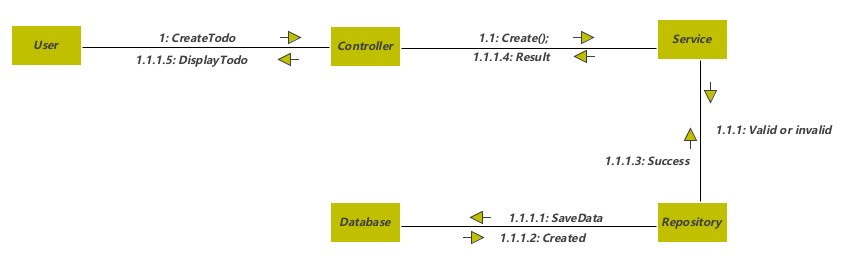 User
1: CreateTodo
1.1.1.5: DisplayTodo
Controller
1.1: Create();
1.1.1.4: Result
Service
1.1.1: Valid or invalid
1.1.1.3: Success
Database
1.1.1.1: SaveData
1.1.1.2: Created
Repository